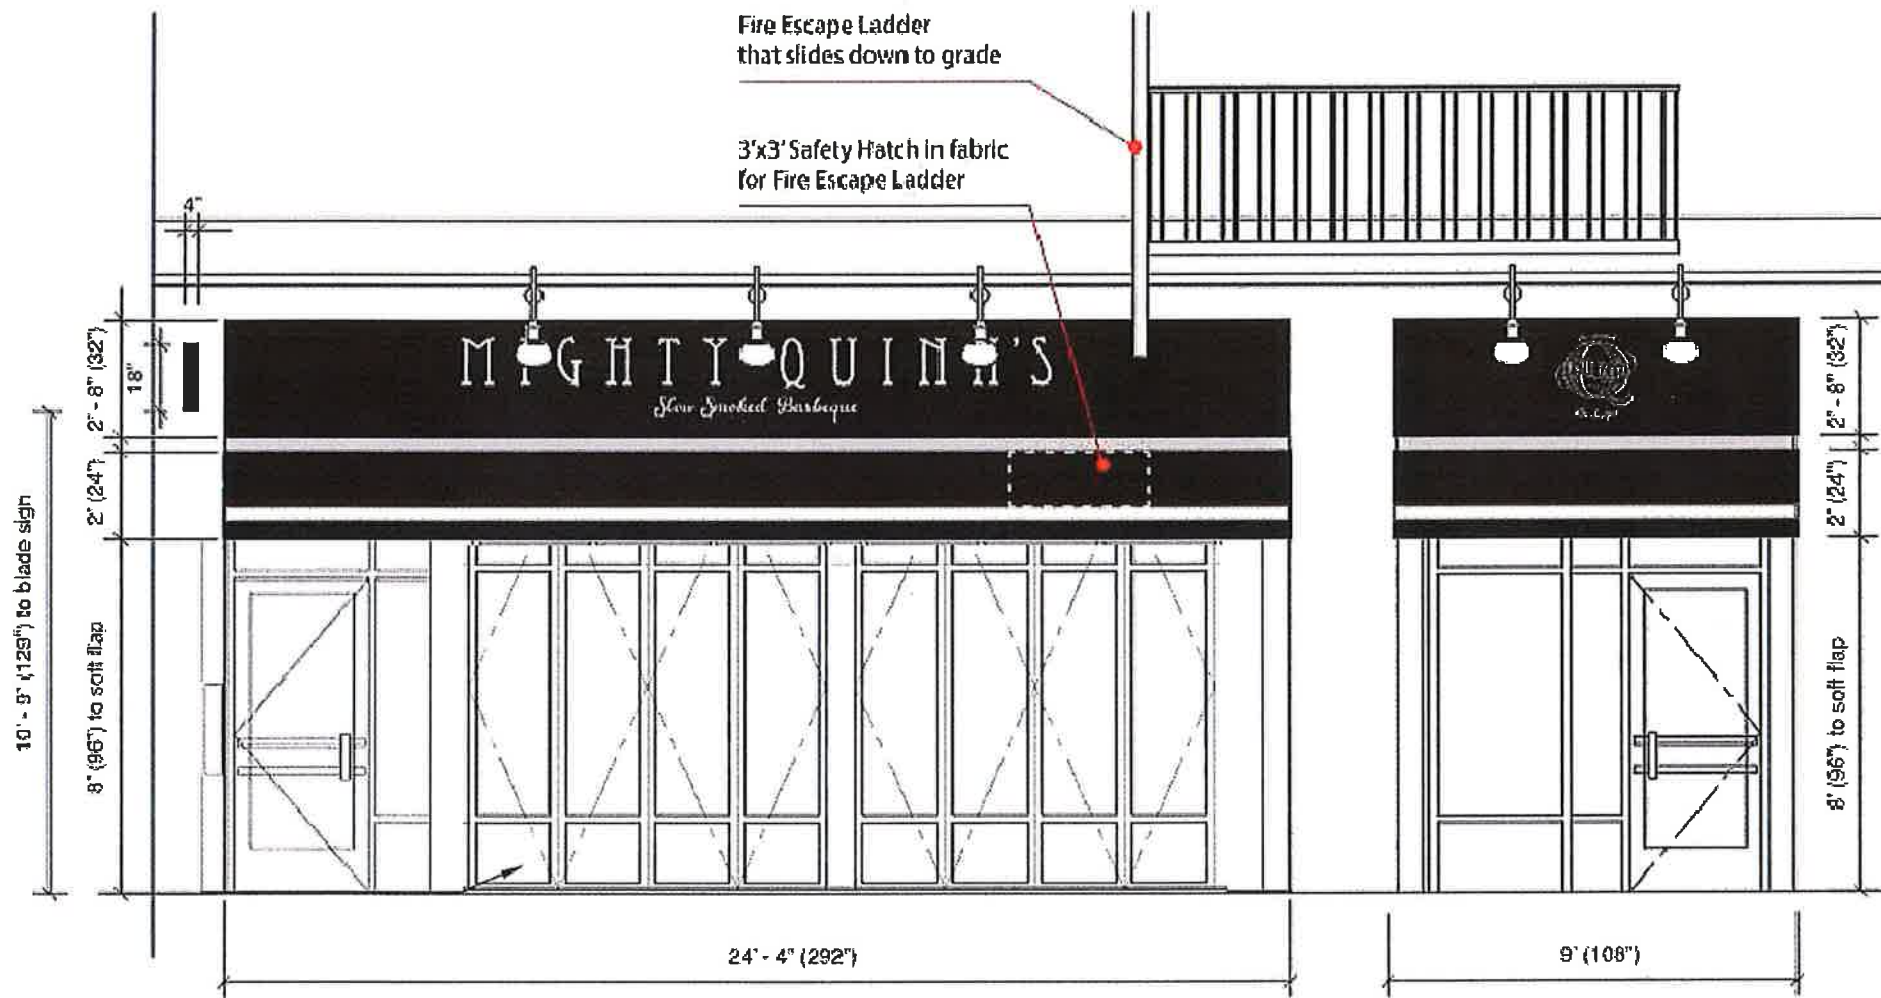 Fire Escape Ladder
that slides down to grade
3'x3' Safety Hatch in fabric
for Fire Escape Ladder
4"
MIGHTY QUINN'S
Slow Smoked Barbeque
2' - 8" (32")
18"
2' (24")
10' - 9" (129") to blade sign
8' (96") to soft flap
2' - 8" (32")
2' (24")
8' (96") to soft flap
24' - 4" (292")
9' (108")